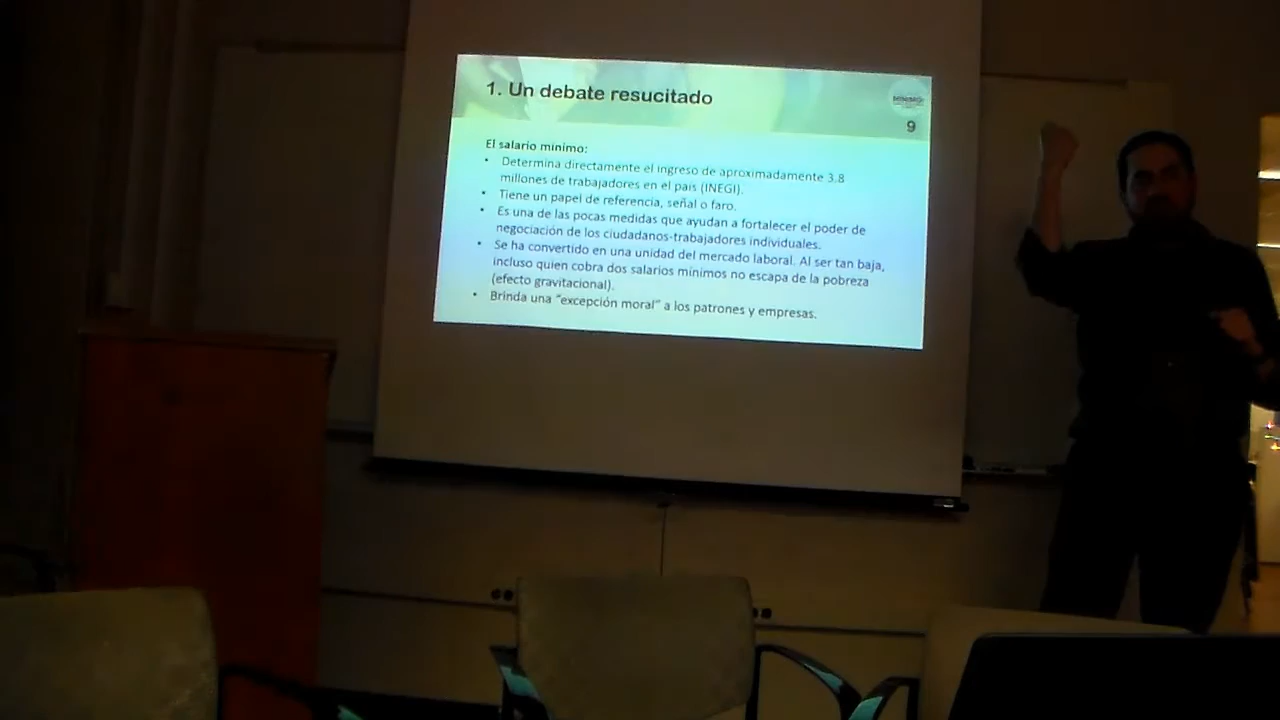 1. Un debate resucitado
9
El salario mínimo:
• Determina directamente el ingreso de aproximadamente 3.8
millones de trabajadores en el país (INEGI).
• Tiene un papel de referencia, señal o faro.
• Es una de las pocas medidas que ayudan a fortalecer el poder de
negociación de los ciudadanos-trabajadores individuales.
• Se ha convertido en una unidad del mercado laboral. Al ser tan baja,
incluso quien cobra dos salarios mínimos no escapa de la pobreza
(efecto gravitacional).
• Brinda una “excepción moral” a los patrones y empresas.